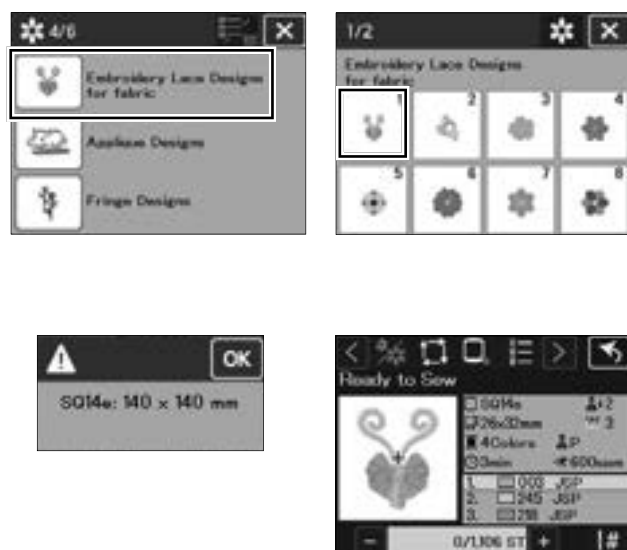 4/6
Embroidery Lace Designs
for fabric
Applique Designs
Fringe Designs
1/2
Embroidery Lace Designs
for fabric
1 2 3 4
5 6 7 8
OK
SQ14e: 140 x 140 mm
Ready to Sew
SQ14e
26x32mm 3
4Colors P
3min 600spm
1. 003 JSP
2. 245 JSP
3. 218 JSP
- 0/1,106 ST +